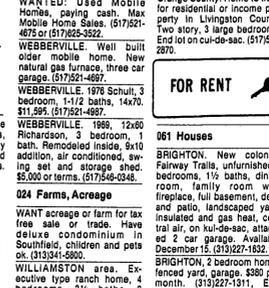 WANTED: Used Mobile
Homes, paying cash. Max
Mobile Home Sales. (517)521-
4675 or (517)625-3522.
WEBBERVILLE. Well built
older mobile home. New
natural gas furnace, three car
garage. (517)521-4697.
WEBBERVILLE. 1976 Schult, 3
bedroom, 1-1/2 baths, 14x70.
$11,595. (517)521-4987.
WEBBERVILLE. 1969, 12x60
Richardson, 3 bedroom, 1
bath. Remodeled inside, 9x10
addition, air conditioned, sw-
ing set and storage shed.
$5,000 or terms. (517)546-0348.
024 Farms, Acreage
WANT acreage or farm for tax
free sale or trade. Have
deluxe condominium in
Southfield, children and pets
ok. (313)341-5800.
WILLIAMSTON area. Ex-
ecutive type ranch home, 4
for residential or income p
perty in Livingston Coun
Two story, 3 large bedroom
End lot on cul-de-sac. (517)5
2870.
FOR RENT
061 Houses
BRIGHTON. New colon
Fairway Trails, unfurnishe
bedrooms, 1½ baths, din
room, family room w
fireplace, full basement, de
and patio, landscaped ya
insulated and gas heat, ce
tral air, on kul-de-sac, attac
ed 2 car garage. Availa
December 15. (313)227-1632.
BRIGHTON, 2 bedroom hom
fenced yard, garage. $380 p
month. (313)227-1311, E